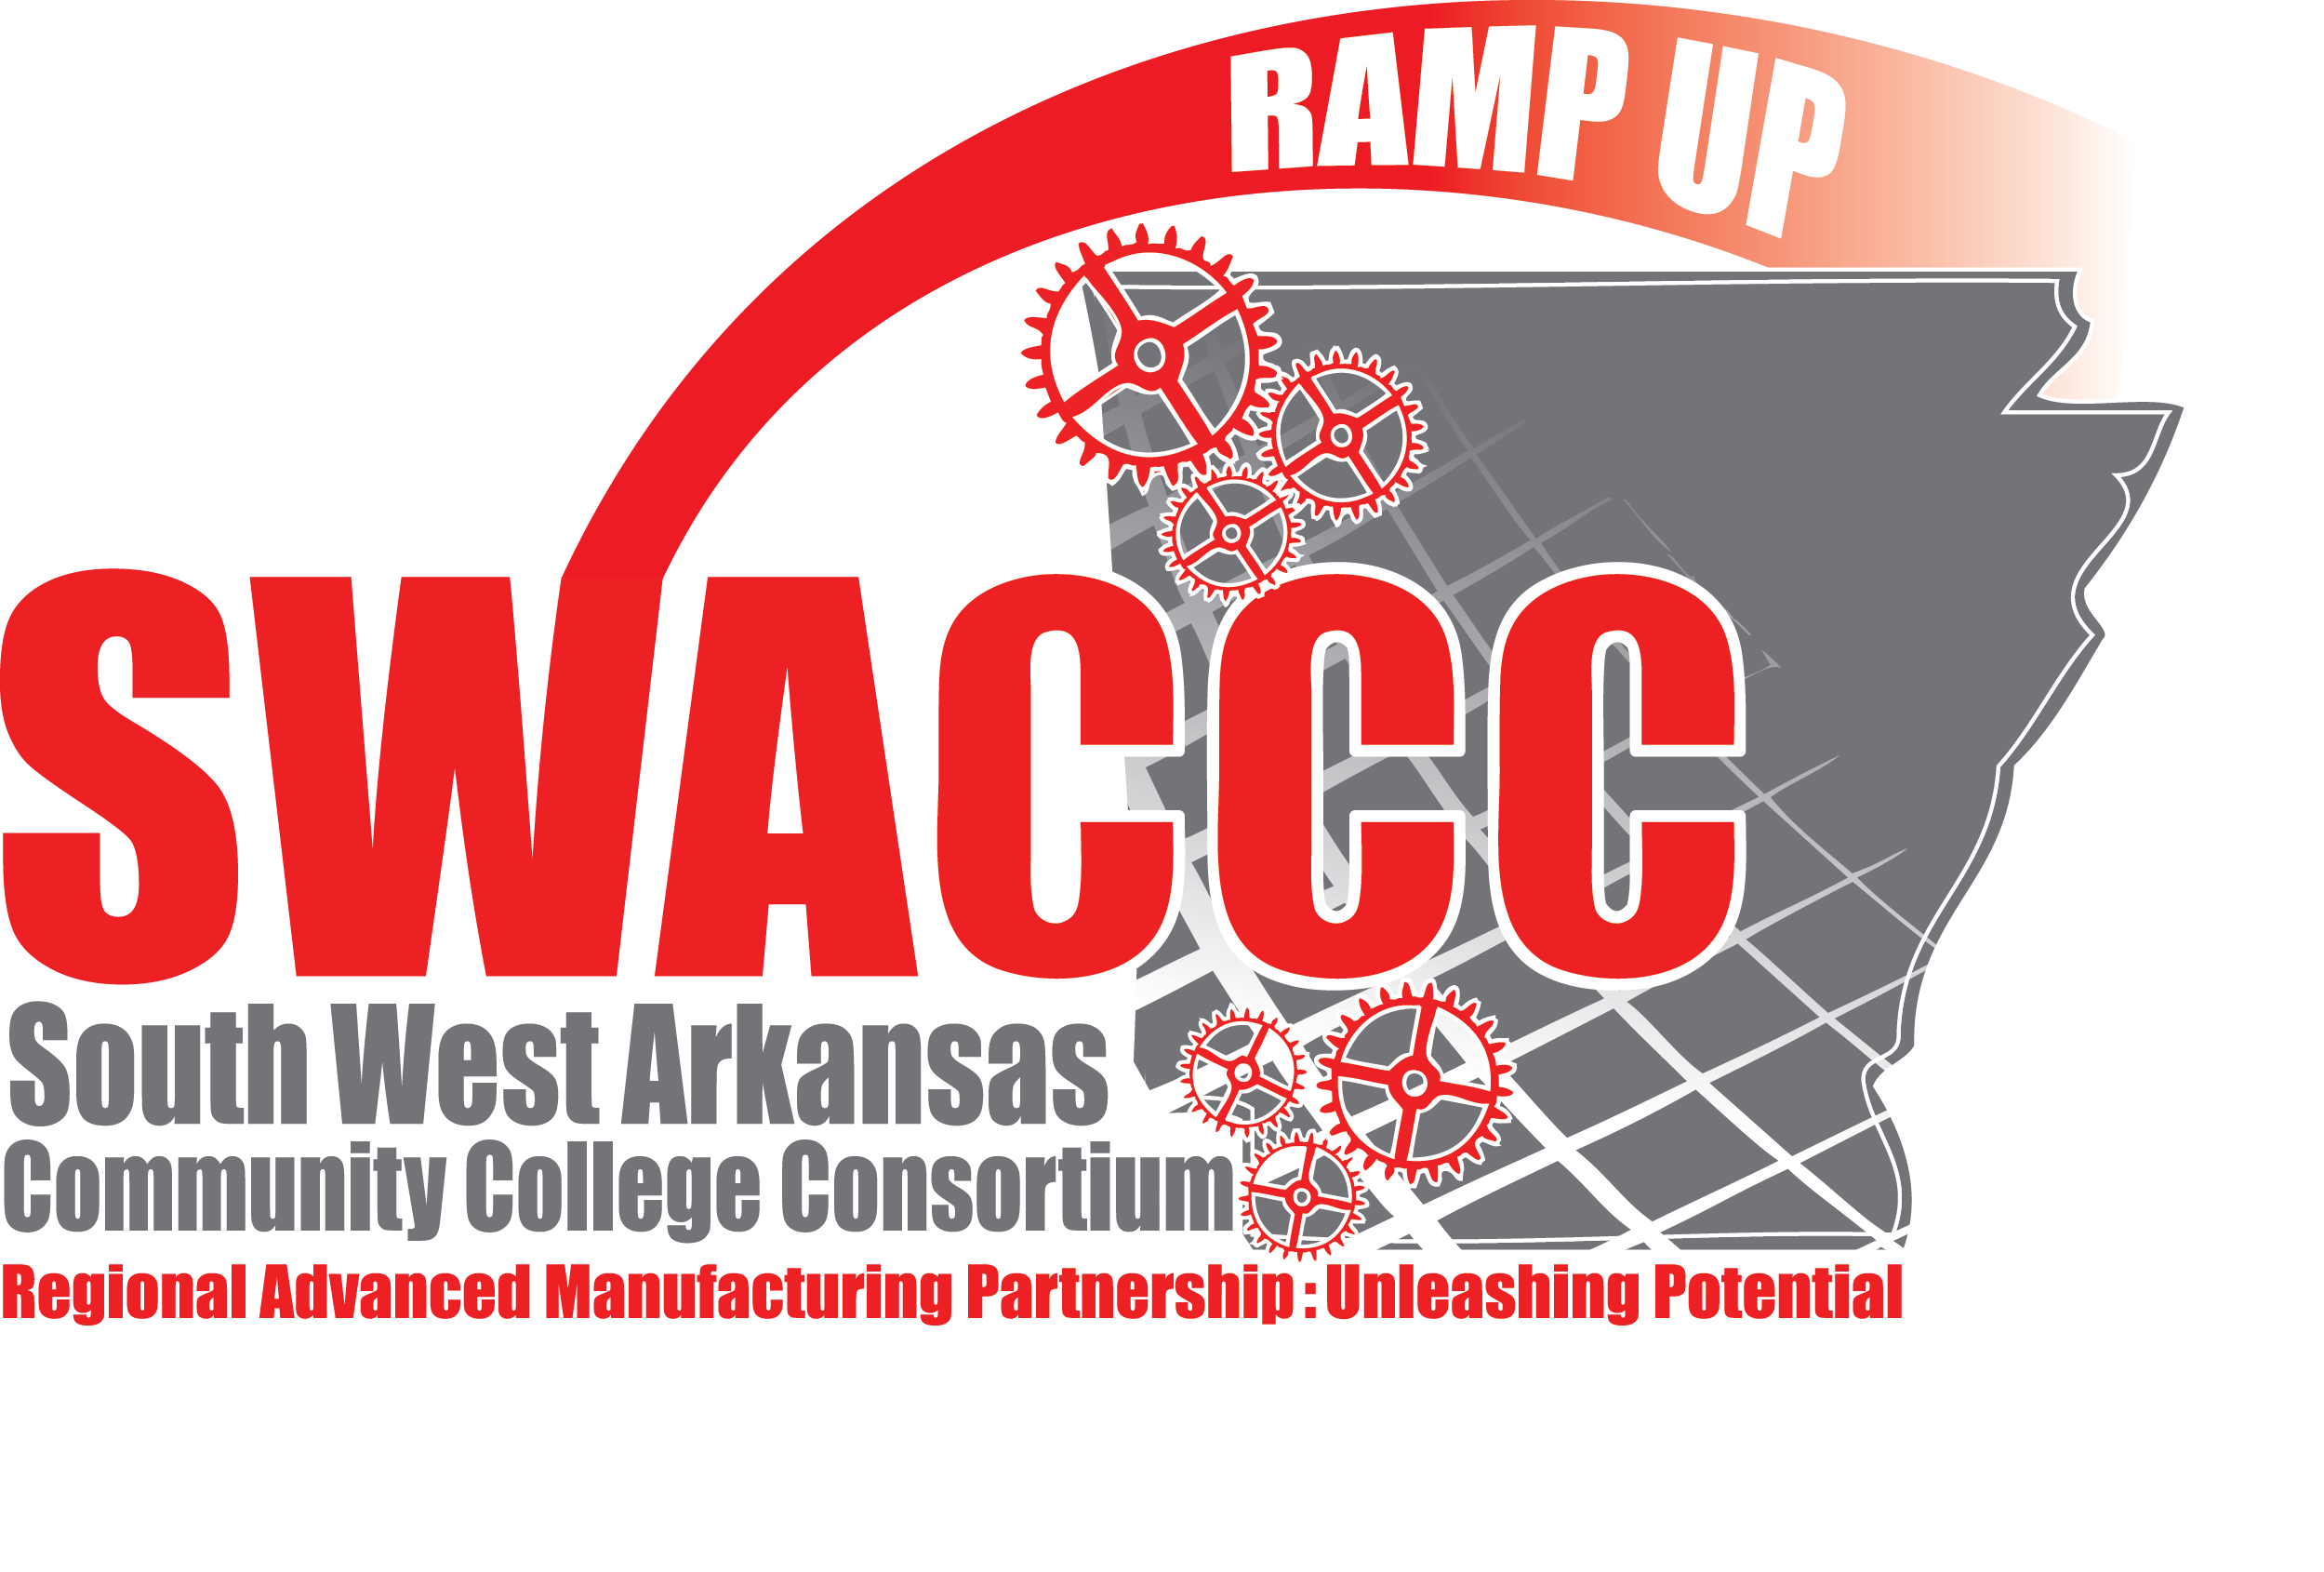 RAMP UP
SWACCC
South West Arkansas
Community College Consortium
Regional Advanced Manufacturing Partnership: Unleashing Potential